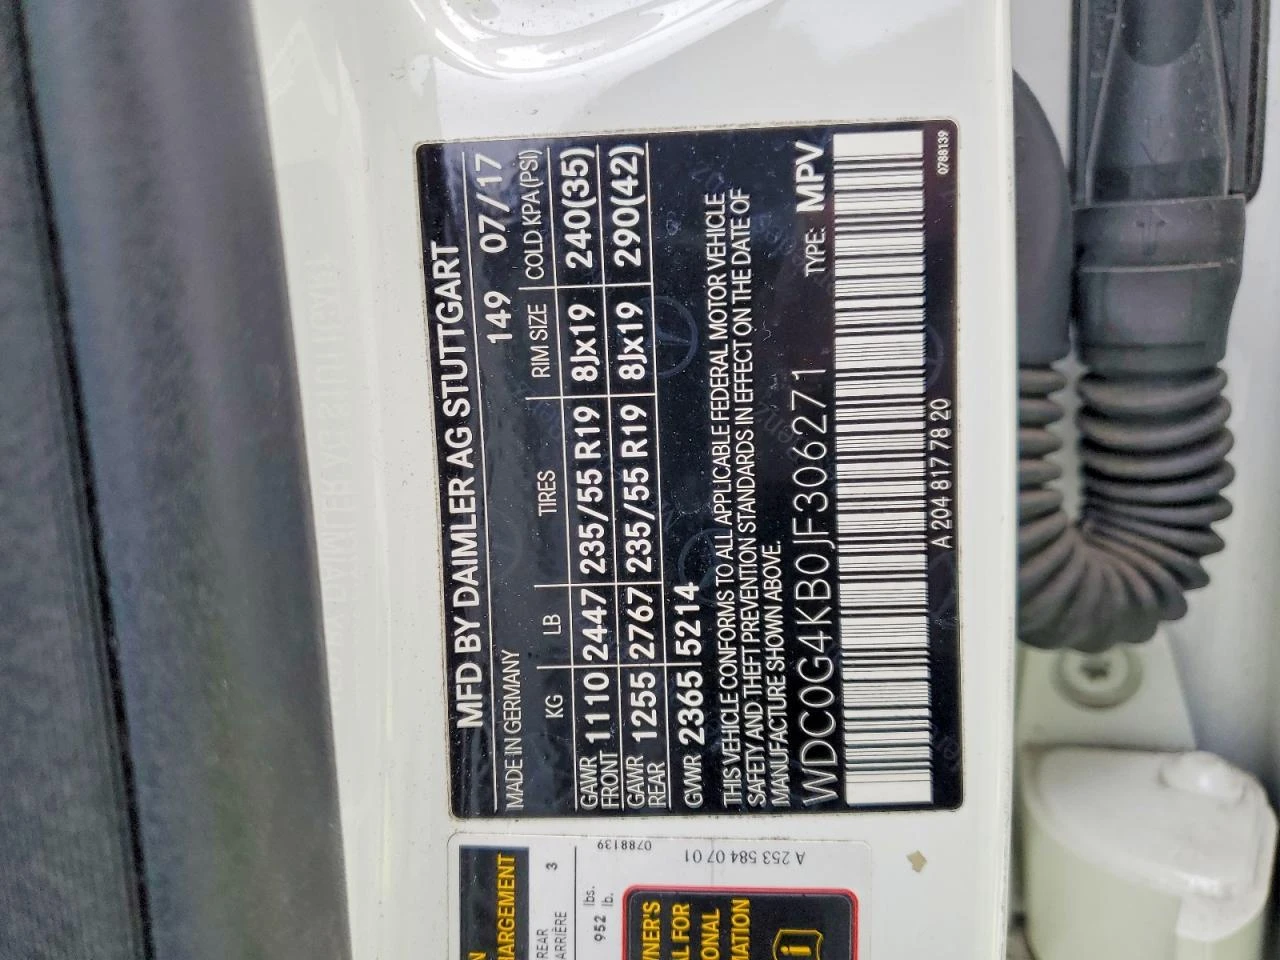 MFD BY DAIMLER AG STUTTGART
MADE IN GERMANY 149 07/17
KG LB TIRES RIM SIZE COLD KPA (PSI)
GAWR FRONT 1110 2447 235/55 R19 8Jx19 240(35)
GAWR REAR 1255 2767 235/55 R19 8Jx19 290(42)
GVWR 2365 5214
THIS VEHICLE CONFORMS TO ALL APPLICABLE FEDERAL MOTOR VEHICLE
SAFETY AND THEFT PREVENTION STANDARDS IN EFFECT ON THE DATE OF
MANUFACTURE SHOWN ABOVE.
WDC0G4KB0JF306271 TYPE: MPV
A 204 817 78 20 0788139
REAR 3
ARRIÈRE
952 lbs.
lb.
0788139
A 253 584 07 01